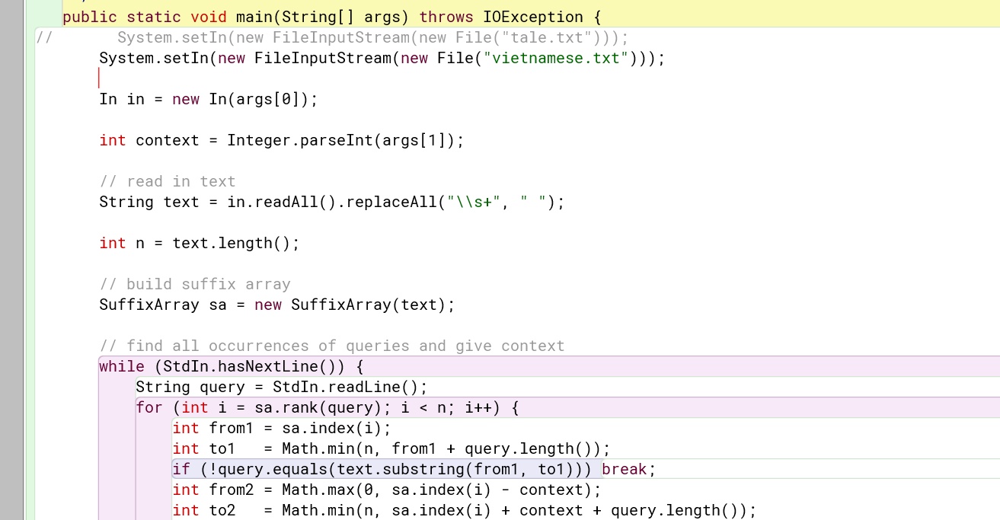 public static void main(String[] args) throws IOException {
//       System.setIn(new FileInputStream(new File("tale.txt")));
System.setIn(new FileInputStream(new File("vietnamese.txt")));
In in = new In(args[0]);
int context = Integer.parseInt(args[1]);
// read in text
String text = in.readAll().replaceAll("\\s+", " ");
int n = text.length();
// build suffix array
SuffixArray sa = new SuffixArray(text);
// find all occurrences of queries and give context
while (StdIn.hasNextLine()) {
String query = StdIn.readLine();
for (int i = sa.rank(query); i < n; i++) {
int from1 = sa.index(i);
int to1   = Math.min(n, from1 + query.length());
if (!query.equals(text.substring(from1, to1))) break;
int from2 = Math.max(0, sa.index(i) - context);
int to2   = Math.min(n, sa.index(i) + context + query.length());